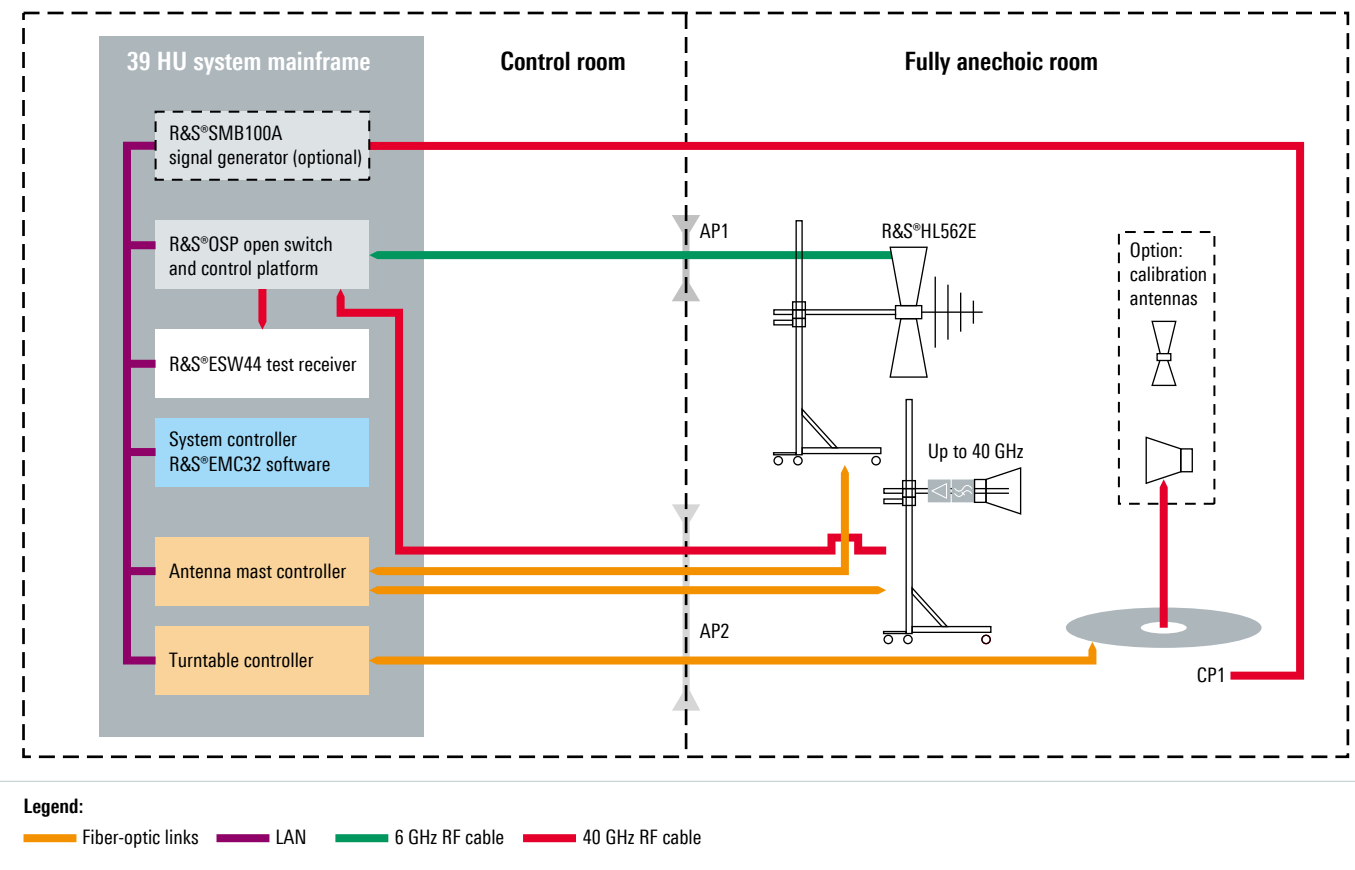 39 HU system mainframe
Control room
Fully anechoic room
R&S®SMB100A
signal generator (optional)
R&S®OSP open switch
and control platform
AP1
R&S®HL562E
Option:
calibration
antennas
R&S®ESW44 test receiver
System controller
R&S®EMC32 software
Up to 40 GHz
Antenna mast controller
AP2
Turntable controller
CP1
Legend:
Fiber-optic links
LAN
6 GHz RF cable
40 GHz RF cable